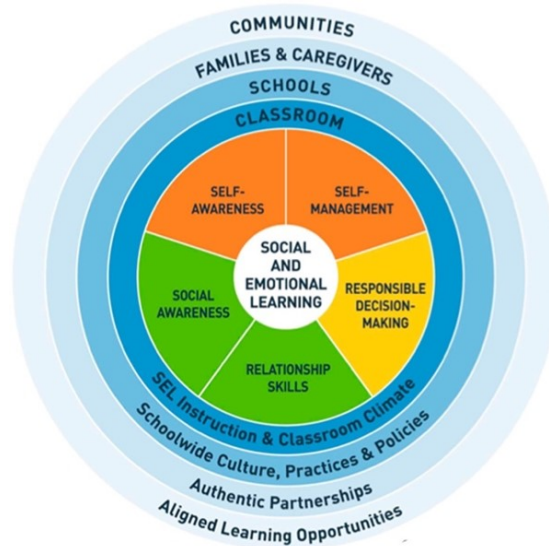 COMMUNITIES
FAMILIES & CAREGIVERS
SCHOOLS
CLASSROOM
SELF-
AWARENESS
SELF-
MANAGEMENT
SOCIAL
AND
EMOTIONAL
LEARNING
SOCIAL
AWARENESS
RESPONSIBLE
DECISION-
MAKING
RELATIONSHIP
SKILLS
SEL Instruction & Classroom Climate
Schoolwide Culture, Practices & Policies
Authentic Partnerships
Aligned Learning Opportunities